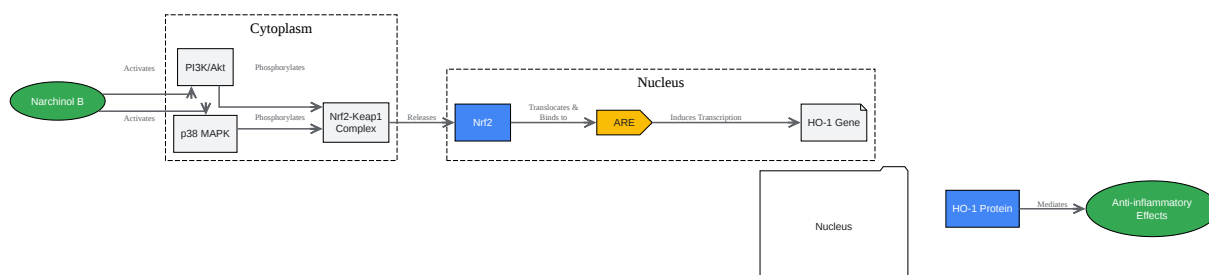 Cytoplasm
Activates
PI3K/Akt
Phosphorylates
Narchinol B
Activates
p38 MAPK
Phosphorylates
Nrf2-Keap1
Complex
Releases
Nucleus
Nrf2
Translocates &
Binds to
ARE
Induces Transcription
HO-1 Gene
Nucleus
HO-1 Protein
Mediates
Anti-inflammatory
Effects